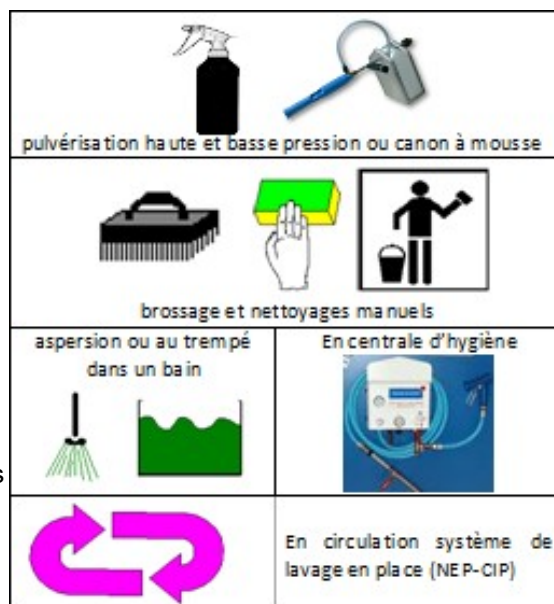 pulvérisation haute et basse pression ou canon à mousse
brossage et nettoyages manuels
aspersion ou au trempé
dans un bain
En centrale d’hygiène
s
En circulation système de
lavage en place (NEP-CIP)